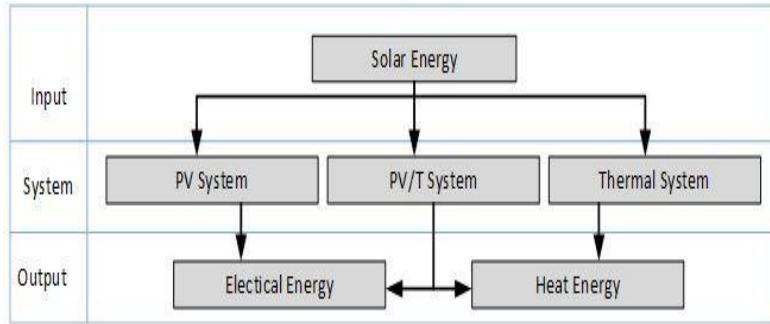 Solar Energy
Input
System
PV System
PV/T System
Thermal System
Output
Electical Energy
Heat Energy